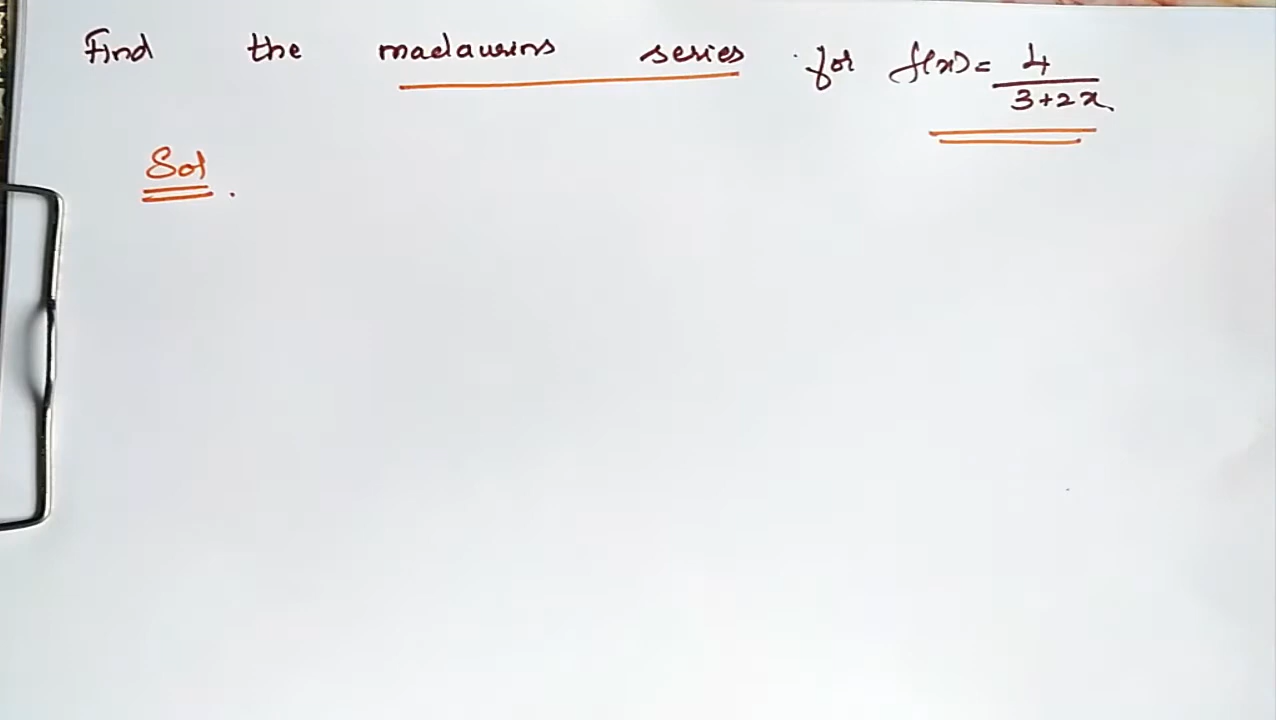 Find the maclaurins series for f(x) = 4/(3+2x)
Sol.